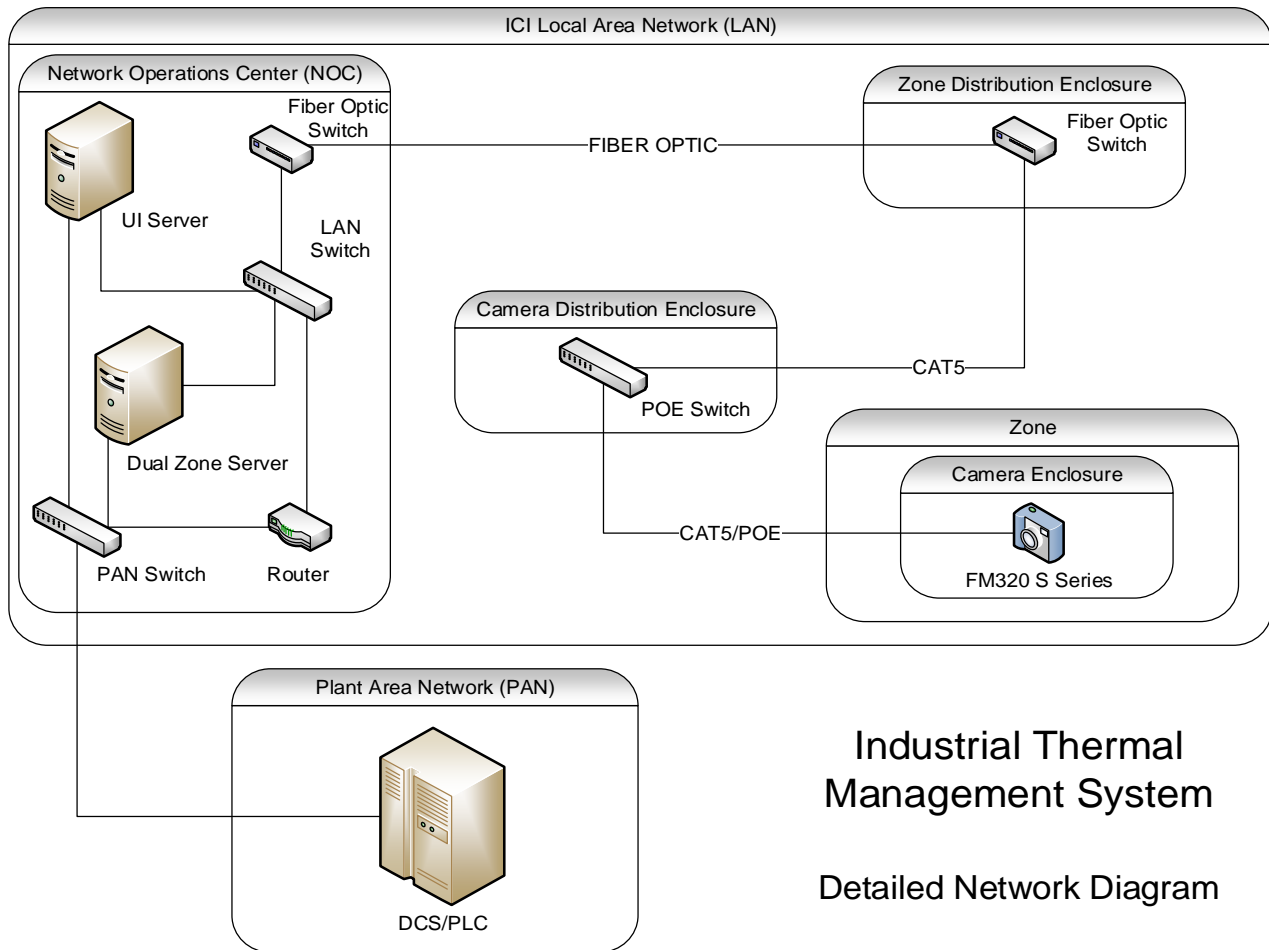 ICI Local Area Network (LAN)
Network Operations Center (NOC)
Fiber Optic
Switch
UI Server
LAN
Switch
Dual Zone Server
PAN Switch
Router
FIBER OPTIC
Zone Distribution Enclosure
Fiber Optic
Switch
Camera Distribution Enclosure
POE Switch
CAT5
Zone
Camera Enclosure
CAT5/POE
FM320 S Series
Plant Area Network (PAN)
DCS/PLC
Industrial Thermal
Management System
Detailed Network Diagram